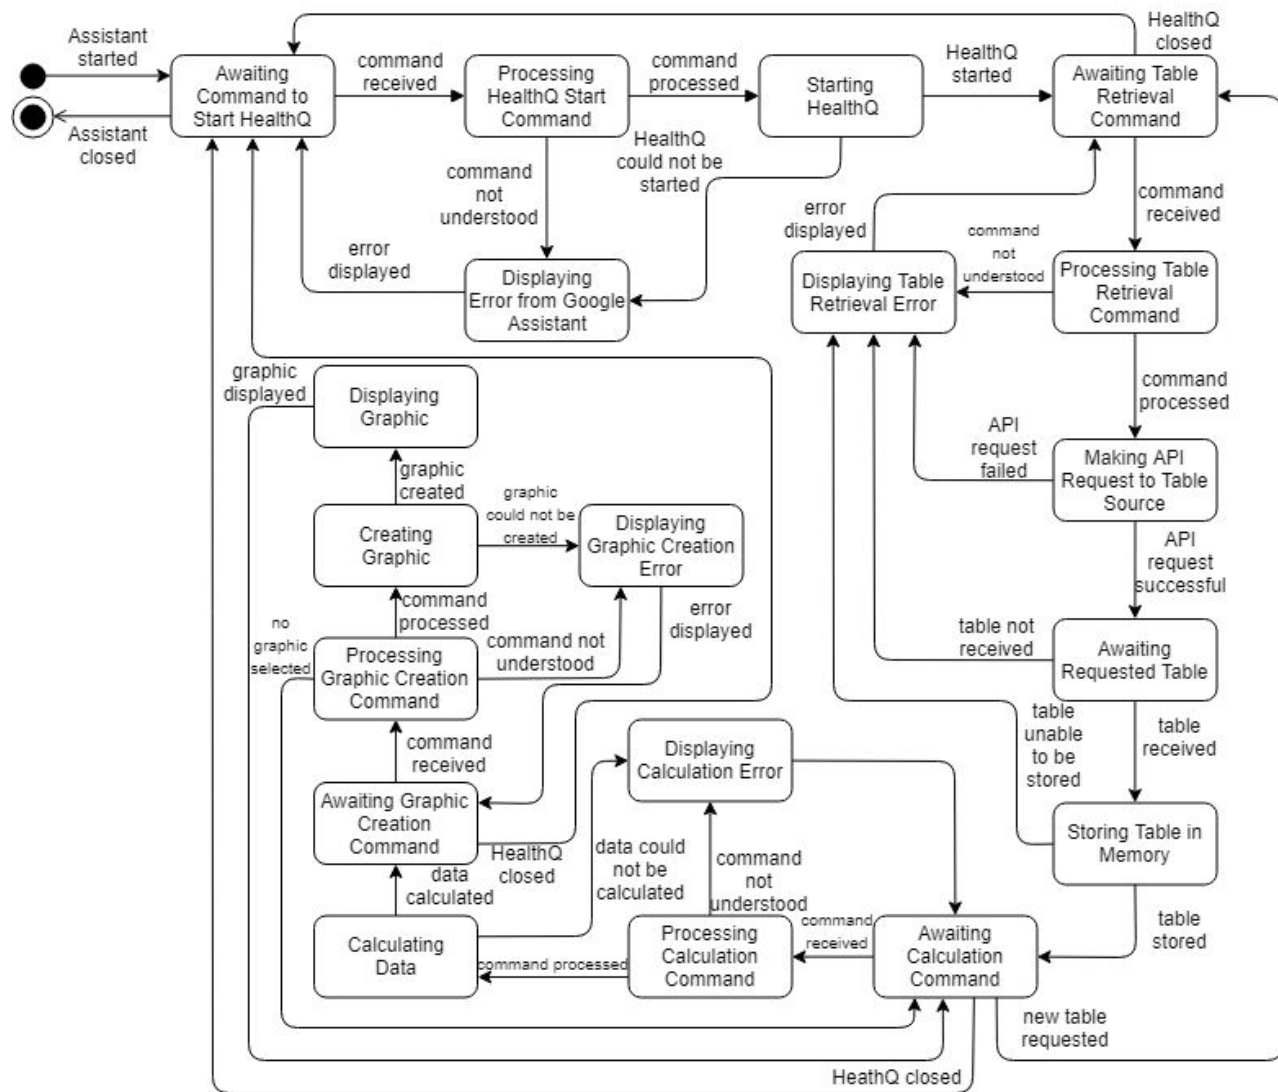 Assistant
started
Awaiting
Command to
Start HealthQ
Assistant
closed
command
received
Processing
HealthQ Start
Command
command
processed
Starting
HealthQ
HealthQ
started
Awaiting Table
Retrieval
Command
HealthQ
closed
HealthQ
could not be
started
command
not
understood
error
displayed
Displaying
Error from Google
Assistant
error
displayed
command
received
command
not
understood
Displaying Table
Retrieval Error
Processing Table
Retrieval
Command
command
processed
API
request
failed
Making API
Request to Table
Source
API
request
successful
table not
received
Awaiting
Requested Table
table
unable
to be
stored
table
received
Storing Table in
Memory
table
stored
graphic
displayed
Displaying
Graphic
graphic
created
graphic
could not be
created
Creating
Graphic
Displaying
Graphic Creation
Error
command
processed
error
displayed
no
graphic
selected
Processing
Graphic Creation
Command
command not
understood
command
received
Displaying
Calculation Error
Awaiting Graphic
Creation
Command
HealthQ
closed
data
calculated
data could
not be
calculated
command
not
understood
Calculating
Data
command processed
Processing
Calculation
Command
command
received
Awaiting
Calculation
Command
new table
requested
HeathQ closed